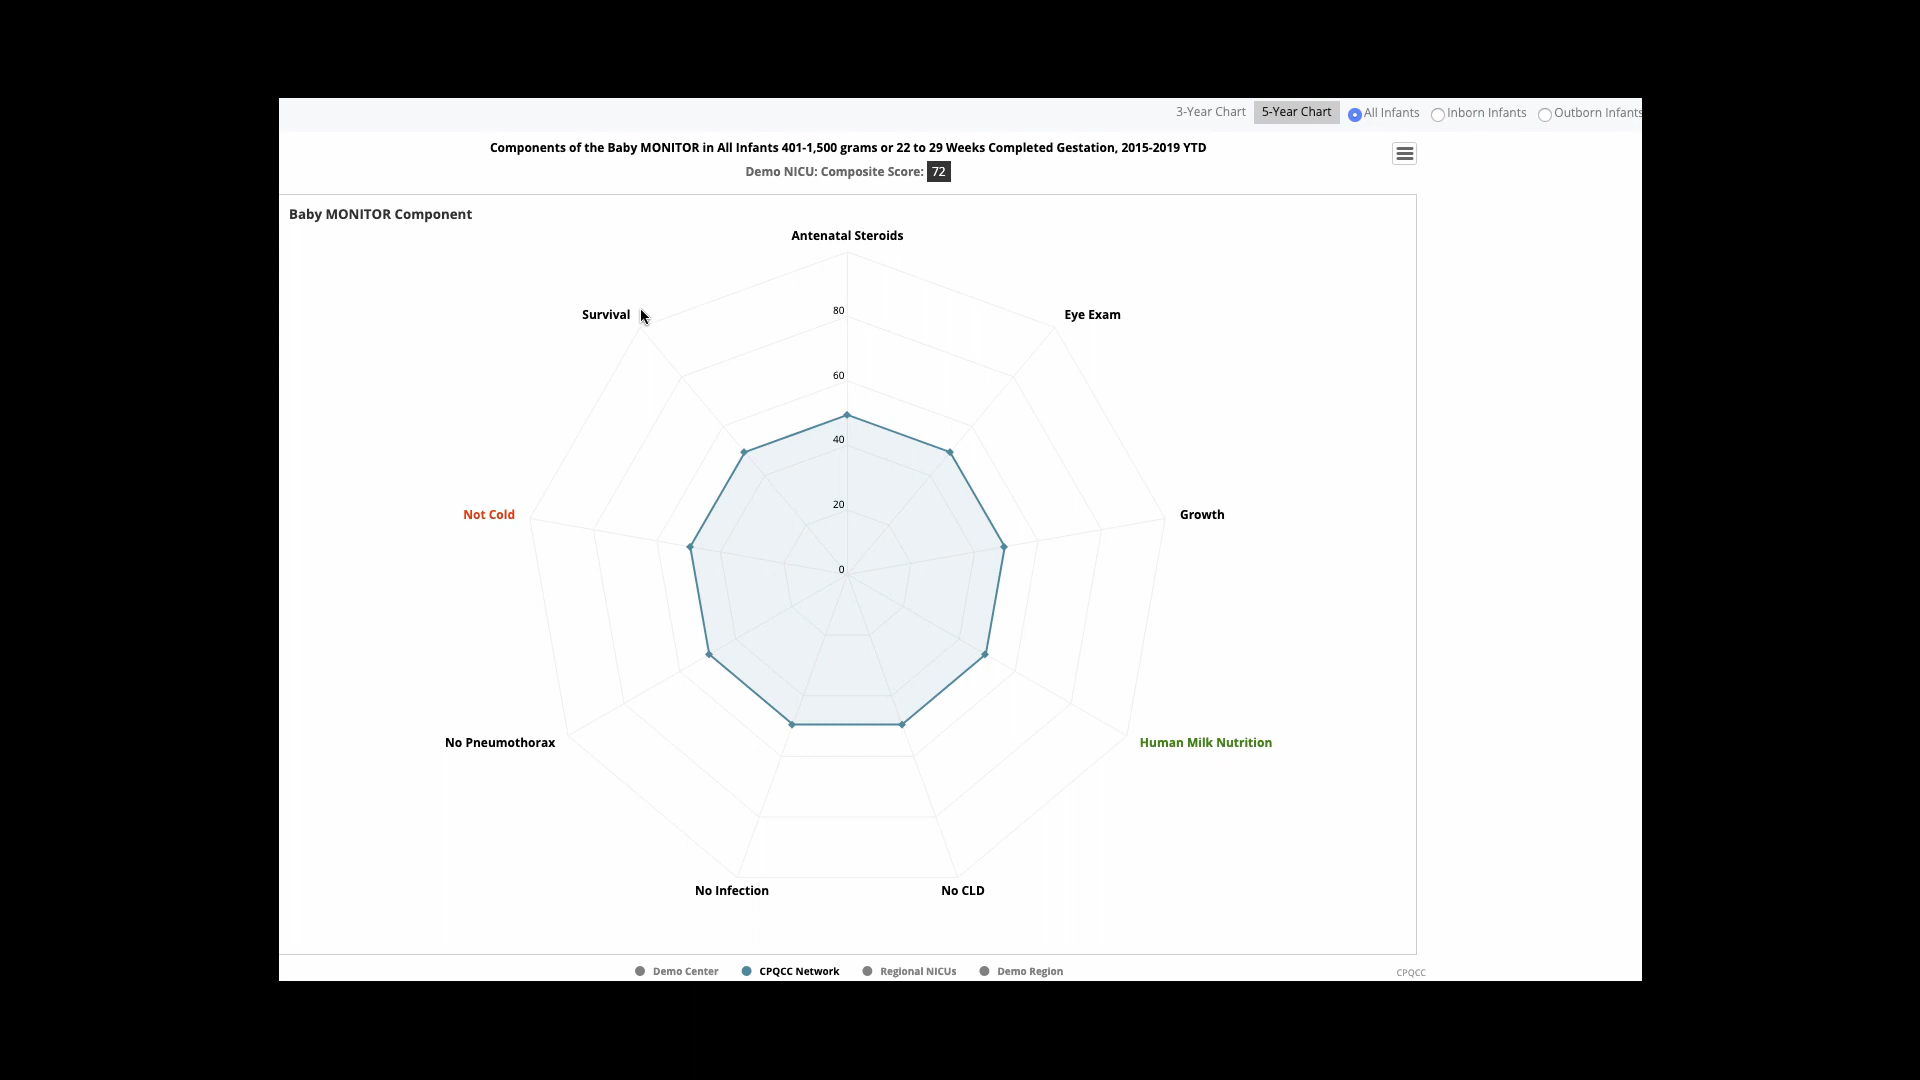 3-Year Chart 5-Year Chart All Infants Inborn Infants Outborn Infants
Components of the Baby MONITOR in All Infants 401-1,500 grams or 22 to 29 Weeks Completed Gestation, 2015-2019 YTD
Demo NICU: Composite Score: 72
Baby MONITOR Component
Antenatal Steroids
Survival
Eye Exam
80
60
40
20
0
Not Cold
Growth
No Pneumothorax
Human Milk Nutrition
No Infection
No CLD
Demo Center CPQCC Network Regional NICUs Demo Region
CPQCC